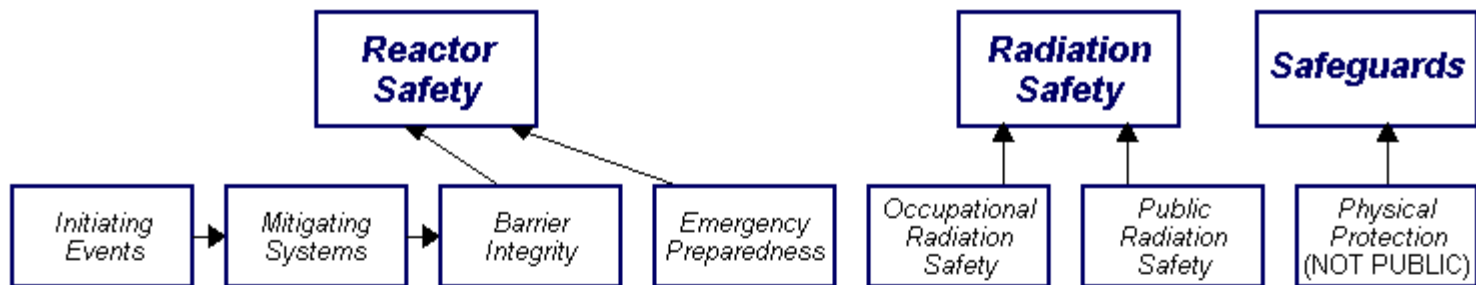 Reactor
Safety
Radiation
Safety
Safeguards
Initiating
Events
Mitigating
Systems
Barrier
Integrity
Emergency
Preparedness
Occupational
Radiation
Safety
Public
Radiation
Safety
Physical
Protection
(NOT PUBLIC)